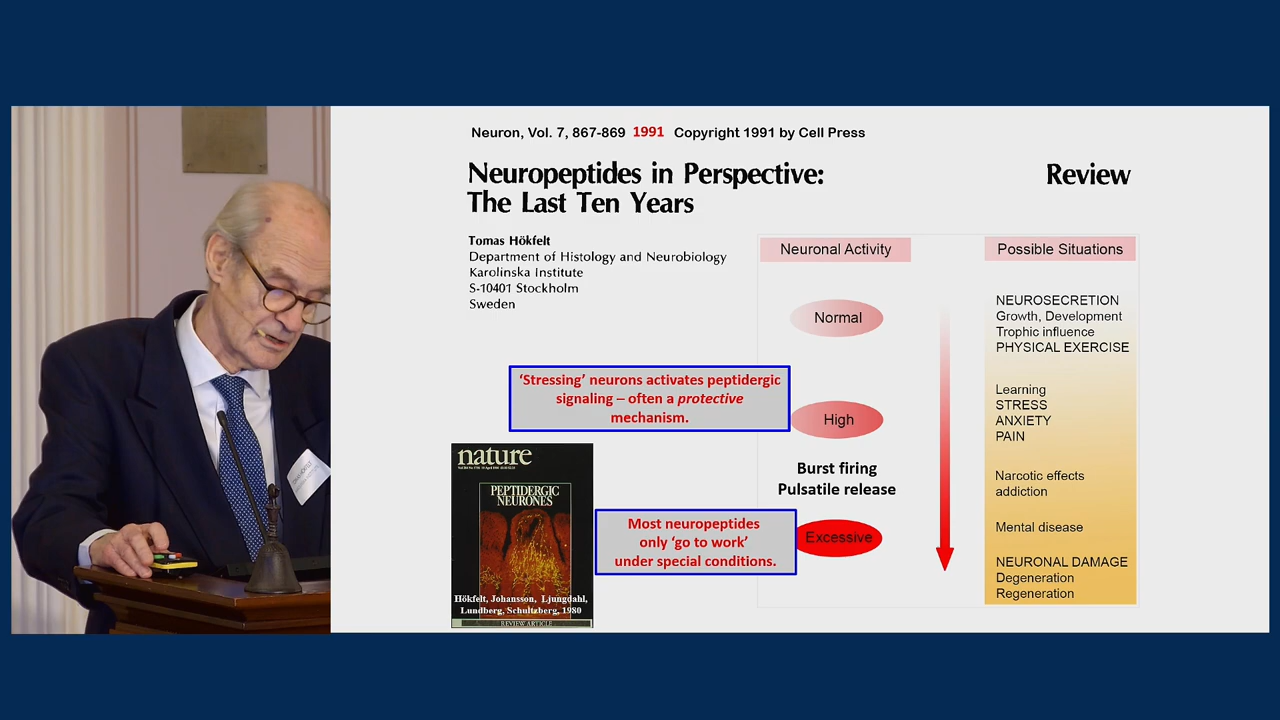 Neuron, Vol. 7, 867-869 1991 Copyright 1991 by Cell Press
Neuropeptides in Perspective:
The Last Ten Years
Review
Tomas Hökfelt
Department of Histology and Neurobiology
Karolinska Institute
S-10401 Stockholm
Sweden
Neuronal Activity
Normal
High
Burst firing
Pulsatile release
Excessive
Possible Situations
NEUROSECRETION
Growth, Development
Trophic influence
PHYSICAL EXERCISE
Learning
STRESS
ANXIETY
PAIN
Narcotic effects
addiction
Mental disease
NEURONAL DAMAGE
Degeneration
Regeneration
‘Stressing’ neurons activates peptidergic
signaling – often a protective
mechanism.
nature
PEPTIDERGIC
NEURONES
Hökfelt, Johansson, Ljungdahl,
Lundberg, Schultzberg, 1980
REVIEW ARTICLE
Most neuropeptides
only ‘go to work’
under special conditions.